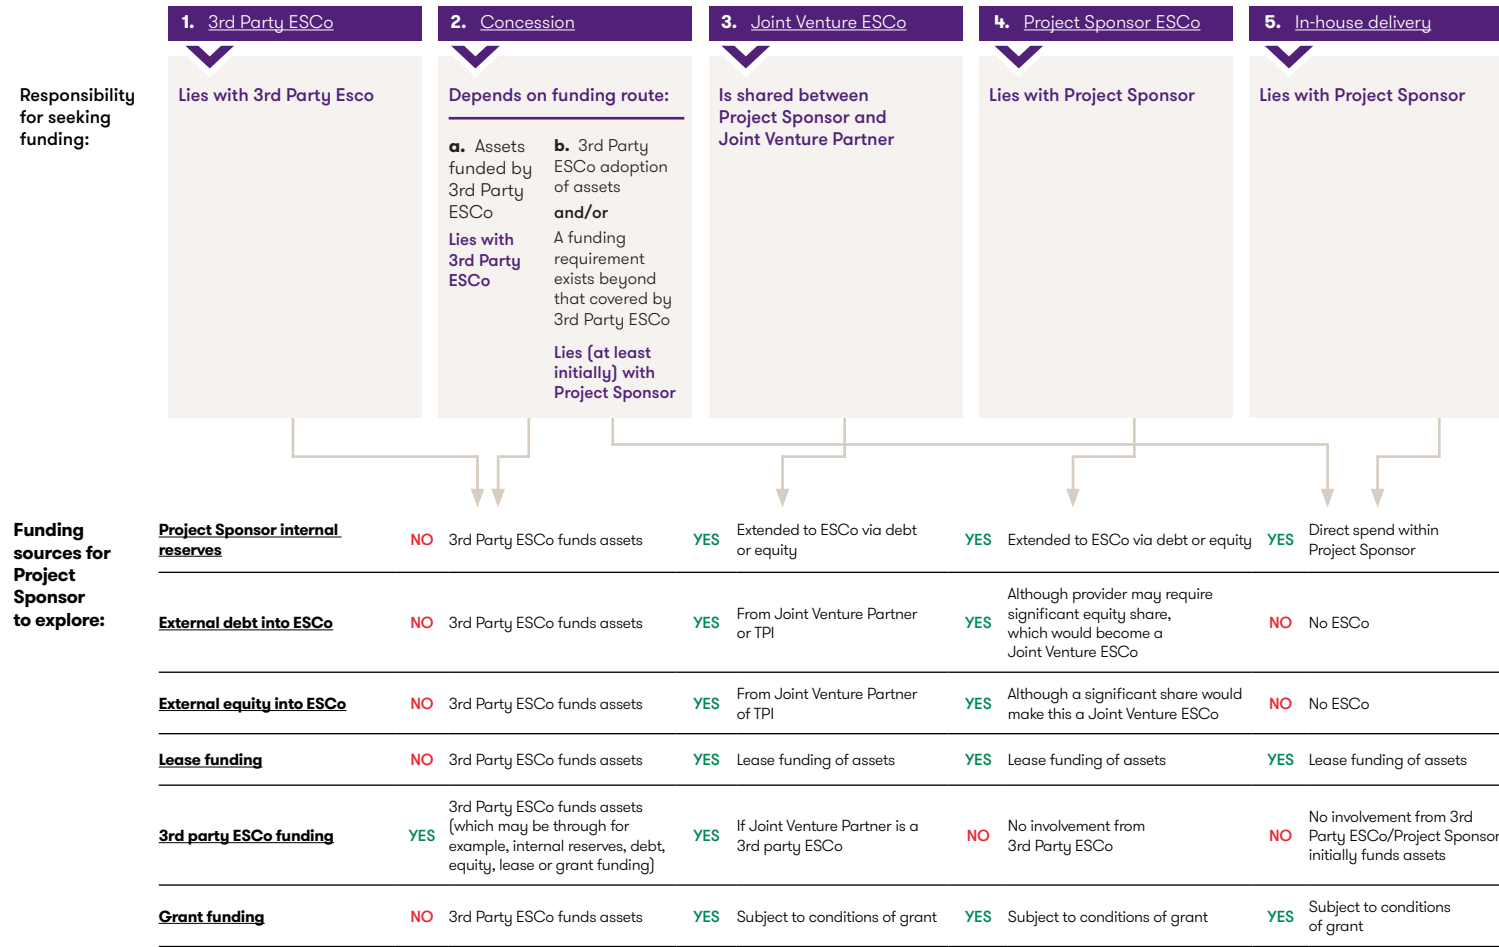 1. 3rd Party ESCo
2. Concession
3. Joint Venture ESCo
4. Project Sponsor ESCo
5. In-house delivery
Responsibility
for seeking
funding:
Lies with 3rd Party Esco
Depends on funding route:
a. Assets
funded by
3rd Party
ESCo
Lies with
3rd Party
ESCo
b. 3rd Party
ESCo adoption
of assets
and/or
A funding
requirement
exists beyond
that covered by
3rd Party ESCo
Lies (at least
initially) with
Project Sponsor
Is shared between
Project Sponsor and
Joint Venture Partner
Lies with Project Sponsor
Lies with Project Sponsor
Funding
sources for
Project
Sponsor
to explore:
Project Sponsor internal
reserves
NO 3rd Party ESCo funds assets
YES Extended to ESCo via debt
or equity
YES Extended to ESCo via debt or equity
YES Direct spend within
Project Sponsor
External debt into ESCo
NO 3rd Party ESCo funds assets
YES From Joint Venture Partner
or TPI
YES Although provider may require
significant equity share,
which would become a
Joint Venture ESCo
NO No ESCo
External equity into ESCo
NO 3rd Party ESCo funds assets
YES From Joint Venture Partner
of TPI
YES Although a significant share would
make this a Joint Venture ESCo
NO No ESCo
Lease funding
NO 3rd Party ESCo funds assets
YES Lease funding of assets
YES Lease funding of assets
YES Lease funding of assets
3rd party ESCo funding
YES 3rd Party ESCo funds assets
(which may be through for
example, internal reserves, debt,
equity, lease or grant funding)
YES If Joint Venture Partner is a
3rd party ESCo
NO No involvement from
3rd Party ESCo
NO No involvement from 3rd
Party ESCo/Project Sponsor
initially funds assets
Grant funding
NO 3rd Party ESCo funds assets
YES Subject to conditions of grant
YES Subject to conditions of grant
YES Subject to conditions
of grant